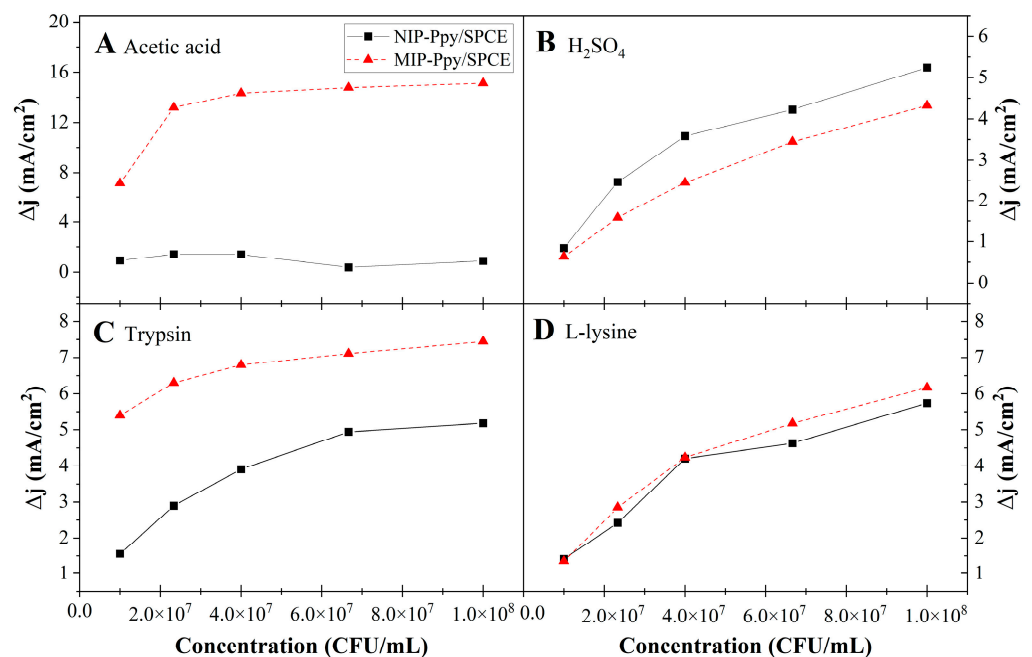 A Acetic acid
NIP-Ppy/SPCE
MIP-Ppy/SPCE
20
16
12
8
4
0
Δj (mA/cm²)
B H₂SO₄
6
5
4
3
2
1
0
Δj (mA/cm²)
C Trypsin
8
7
6
5
4
3
2
1
Δj (mA/cm²)
D L-lysine
8
7
6
5
4
3
2
1
Δj (mA/cm²)
0.0 2.0×10⁷ 4.0×10⁷ 6.0×10⁷ 8.0×10⁷ 1.0×10⁸
Concentration (CFU/mL)
0.0 2.0×10⁷ 4.0×10⁷ 6.0×10⁷ 8.0×10⁷ 1.0×10⁸
Concentration (CFU/mL)